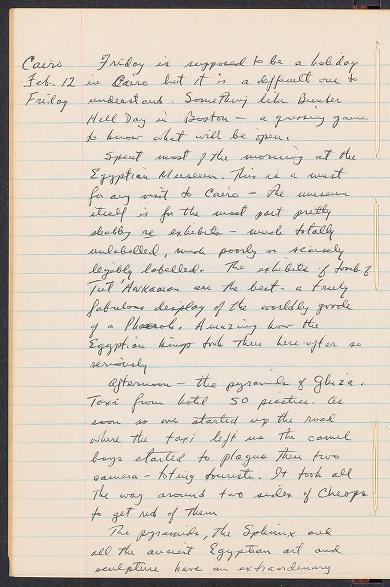 Cairo Friday is supposed to be a holiday
Feb. 12 in Cairo but it is a difficult one to
Friday understand. Something like Bunker
Hill Day in Boston – a guessing game
to know what will be open.
Spent most of the morning at the
Egyptian Museum. This is a must
for any visit to Cairo – the museum
itself is for the most part pretty
shabby re exhibits – much totally
unlabelled, much poorly or scarcely
legibly labelled. The exhibits of tomb of
Tut 'Ankamon are the best – a truly
fabulous display of the worldly goods
of a Pharoah. Amazing how the
Egyptian kings took their here-after so
seriously
Afternoon – the pyramids of Ghiza.
Taxi from hotel 50 piastres. As
soon as we started up the road
where the taxi left us the camel
boys started to plague these two
camera-toting tourists. It took all
the way around two sides of Cheops
to get rid of them
The pyramids, the Sphinx and
all the ancient Egyptian art and
sculpture have an extraordinary